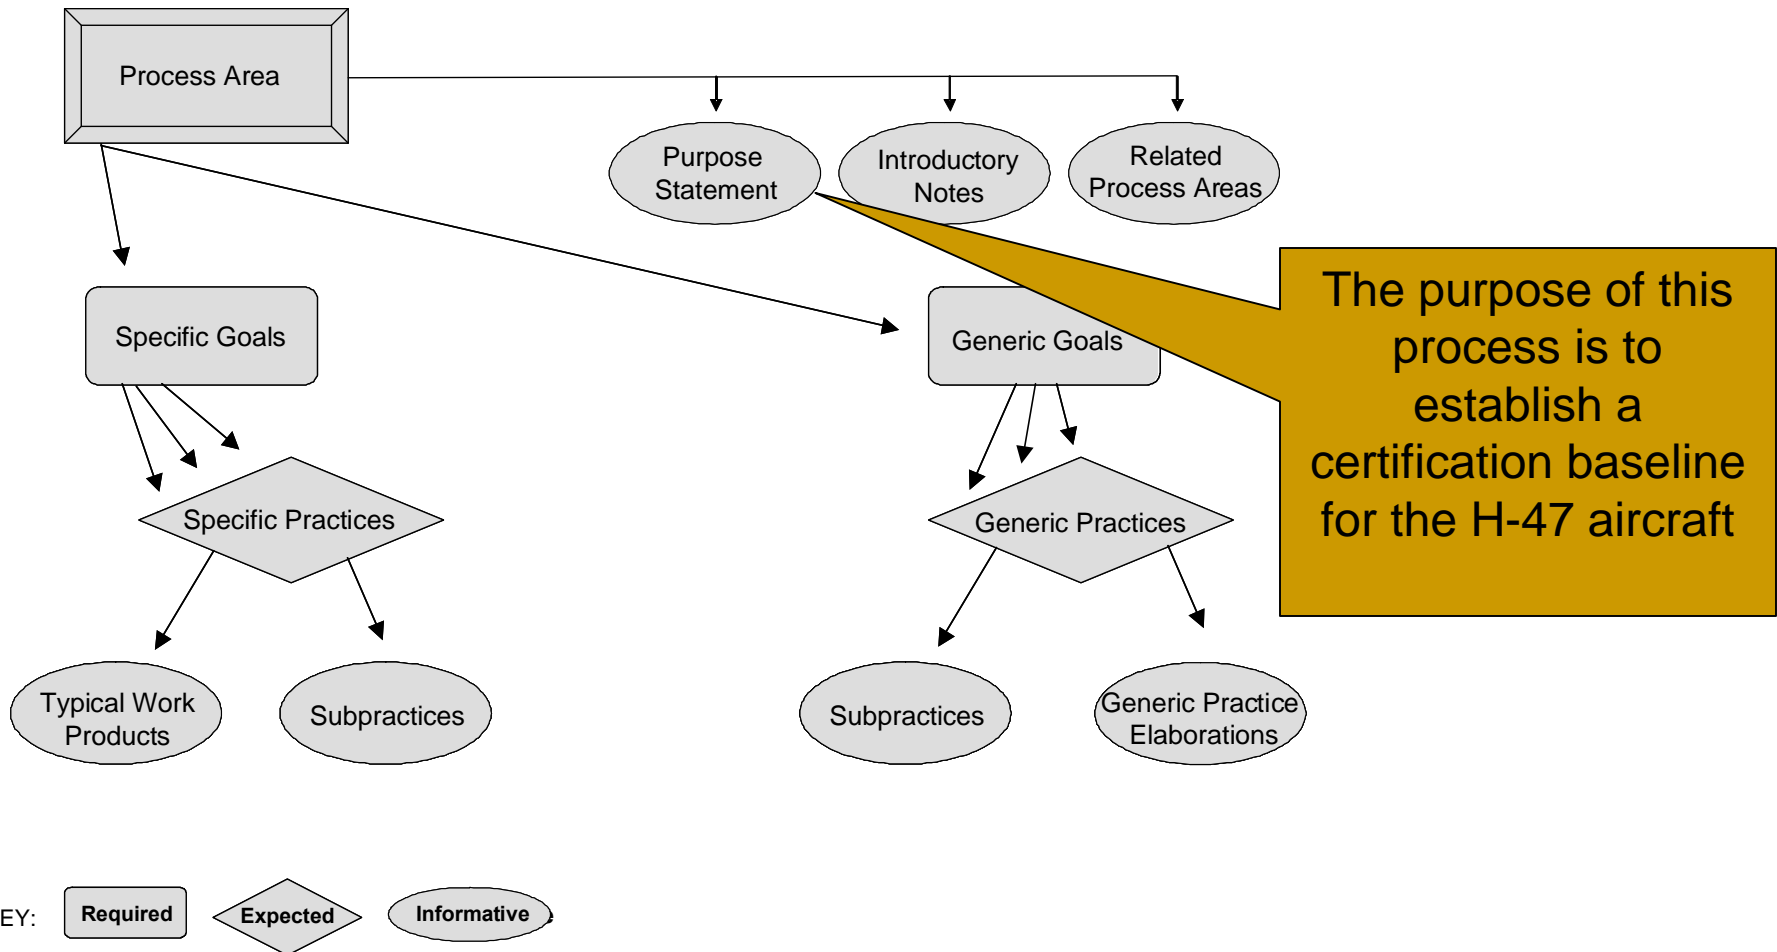 Process Area
Purpose
Statement
Introductory
Notes
Related
Process Areas
The purpose of this
process is to
establish a
certification baseline
for the H-47 aircraft
Specific Goals
Generic Goals
Specific Practices
Generic Practices
Typical Work
Products
Subpractices
Subpractices
Generic Practice
Elaborations
EY:
Required
Expected
Informative